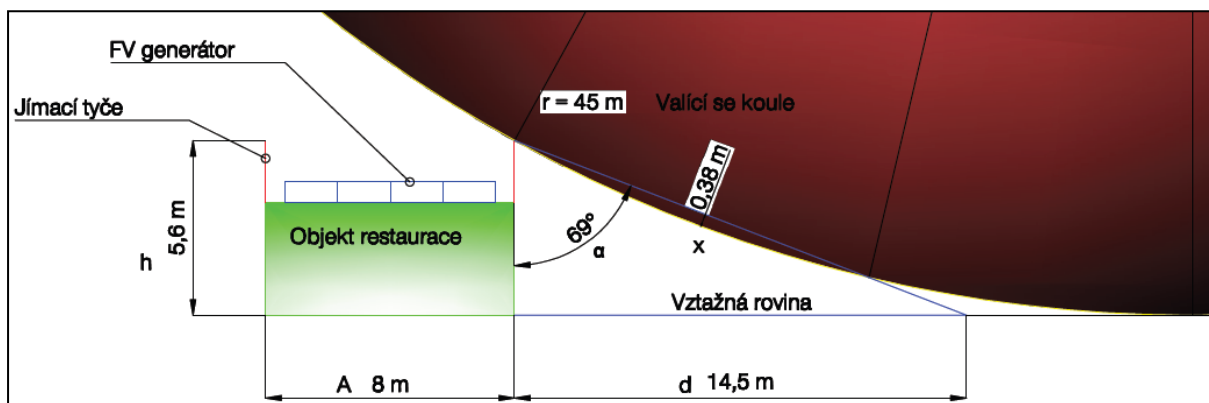 FV generátor
Jímací tyče
r = 45 m
Valící se koule
0,38 m
5,6 m
h
Objekt restaurace
69°
α
x
Vztažná rovina
A 8 m
d 14,5 m